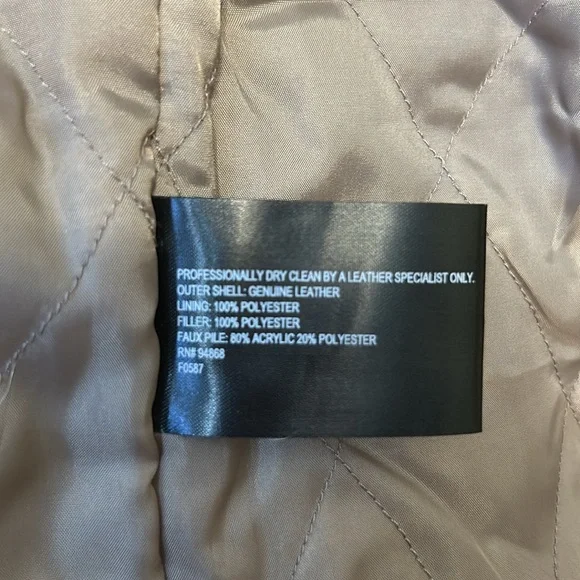 PROFESSIONALLY DRY CLEAN BY A LEATHER SPECIALIST ONLY.
OUTER SHELL: GENUINE LEATHER
LINING: 100% POLYESTER
FILLER: 100% POLYESTER
FAUX PILE: 80% ACRYLIC 20% POLYESTER
RN# 94868
F0587